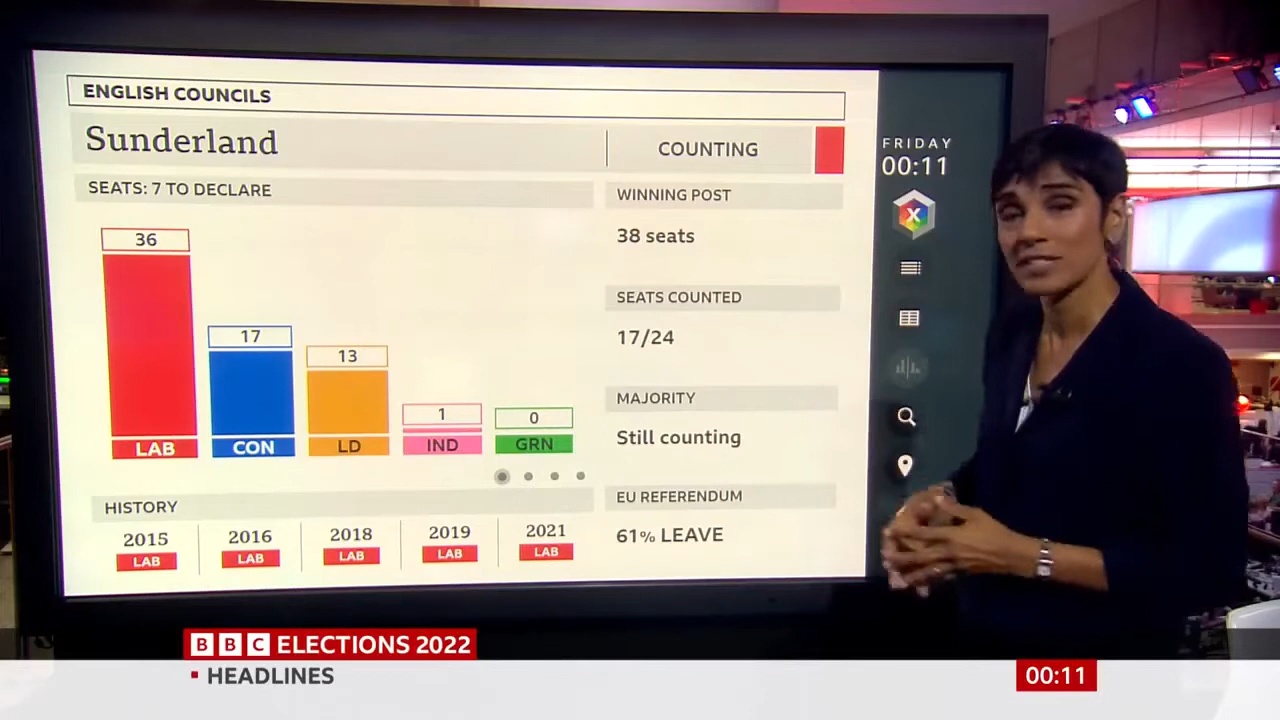 ENGLISH COUNCILS
Sunderland
COUNTING
SEATS: 7 TO DECLARE
36
17
13
1
0
LAB
CON
LD
IND
GRN
HISTORY
2015
2016
2018
2019
2021
LAB
LAB
LAB
LAB
LAB
WINNING POST
38 seats
SEATS COUNTED
17/24
MAJORITY
Still counting
EU REFERENDUM
61% LEAVE
FRIDAY
00:11
X
BBC ELECTIONS 2022
HEADLINES
00:11